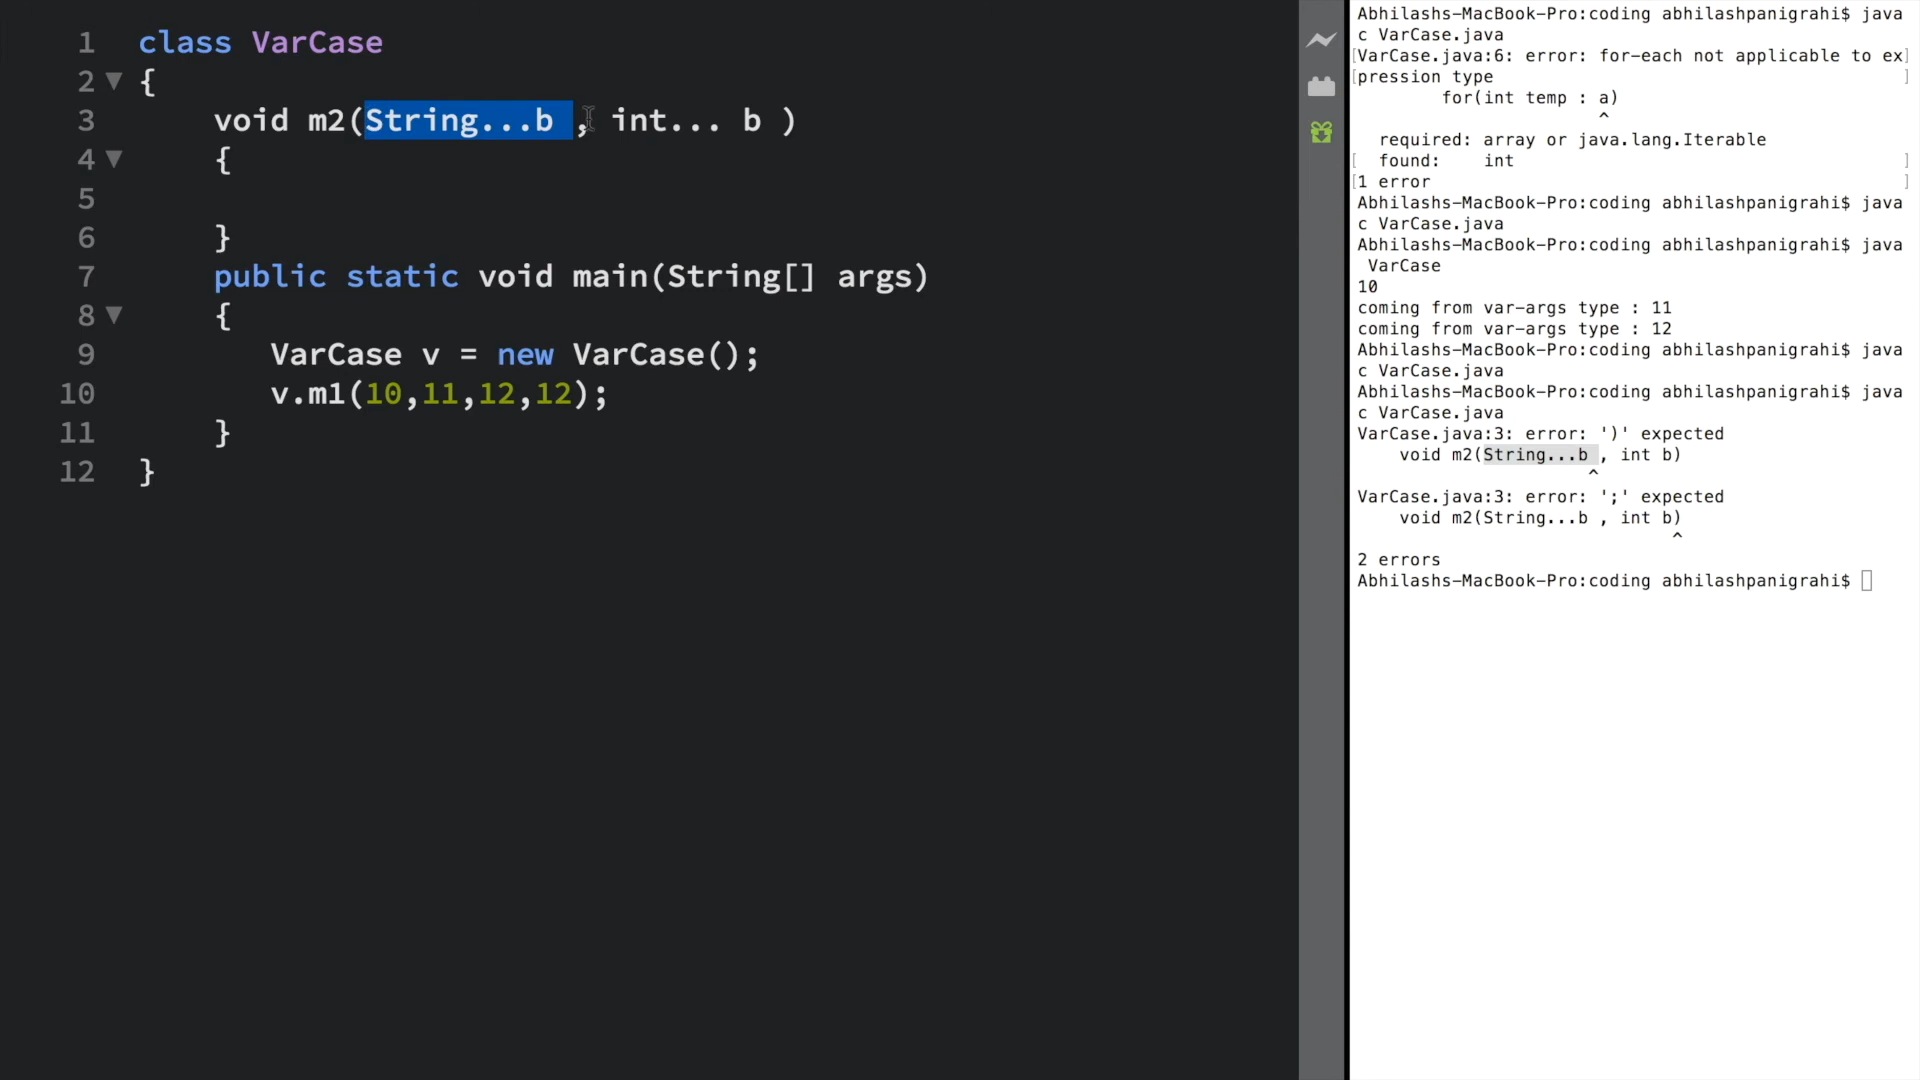 1 class VarCase
2 {
3 void m2(String...b , int... b )
4 {
5
6 }
7 public static void main(String[] args)
8 {
9 VarCase v = new VarCase();
10 v.m1(10,11,12,12);
11 }
12 }
Abhilashs-MacBook-Pro:coding abhilashpanigrahi$ java
c VarCase.java
[VarCase.java:6: error: for-each not applicable to ex]
[pression type ]
for(int temp : a)
^
required: array or java.lang.Iterable
[ found: int ]
[1 error ]
Abhilashs-MacBook-Pro:coding abhilashpanigrahi$ java
c VarCase.java
Abhilashs-MacBook-Pro:coding abhilashpanigrahi$ java
VarCase
10
coming from var-args type : 11
coming from var-args type : 12
Abhilashs-MacBook-Pro:coding abhilashpanigrahi$ java
c VarCase.java
Abhilashs-MacBook-Pro:coding abhilashpanigrahi$ java
c VarCase.java
VarCase.java:3: error: ')' expected
void m2(String...b , int b)
^
VarCase.java:3: error: ';' expected
void m2(String...b , int b)
^
2 errors
Abhilashs-MacBook-Pro:coding abhilashpanigrahi$